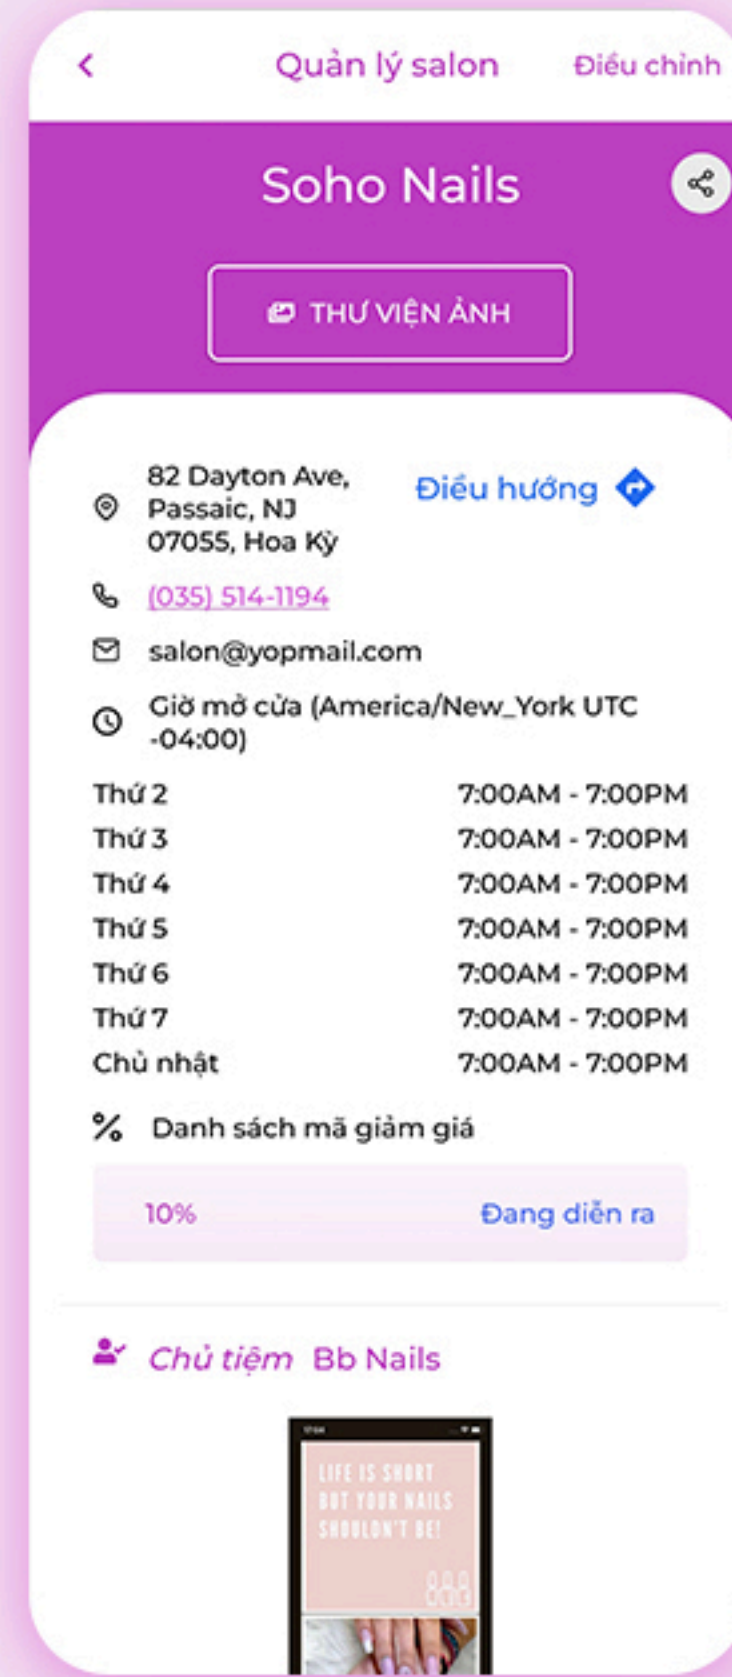 Quản lý salon
Điều chỉnh
Soho Nails
THƯ VIỆN ẢNH
82 Dayton Ave,
Passaic, NJ
07055, Hoa Kỳ
Điều hướng
(035) 514-1194
salon@yopmail.com
Giờ mở cửa (America/New_York UTC
-04:00)
Thứ 2 7:00AM - 7:00PM
Thứ 3 7:00AM - 7:00PM
Thứ 4 7:00AM - 7:00PM
Thứ 5 7:00AM - 7:00PM
Thứ 6 7:00AM - 7:00PM
Thứ 7 7:00AM - 7:00PM
Chủ nhật 7:00AM - 7:00PM
% Danh sách mã giảm giá
10% Đang diễn ra
Chủ tiệm Bb Nails
LIFE IS SHORT
BUT YOUR NAILS
SHOULDN'T BE!